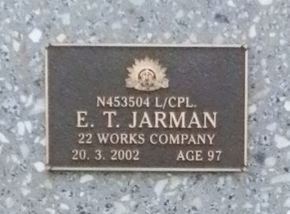 N453504 L/CPL.
E. T. JARMAN
22 WORKS COMPANY
20. 3. 2002 AGE 97